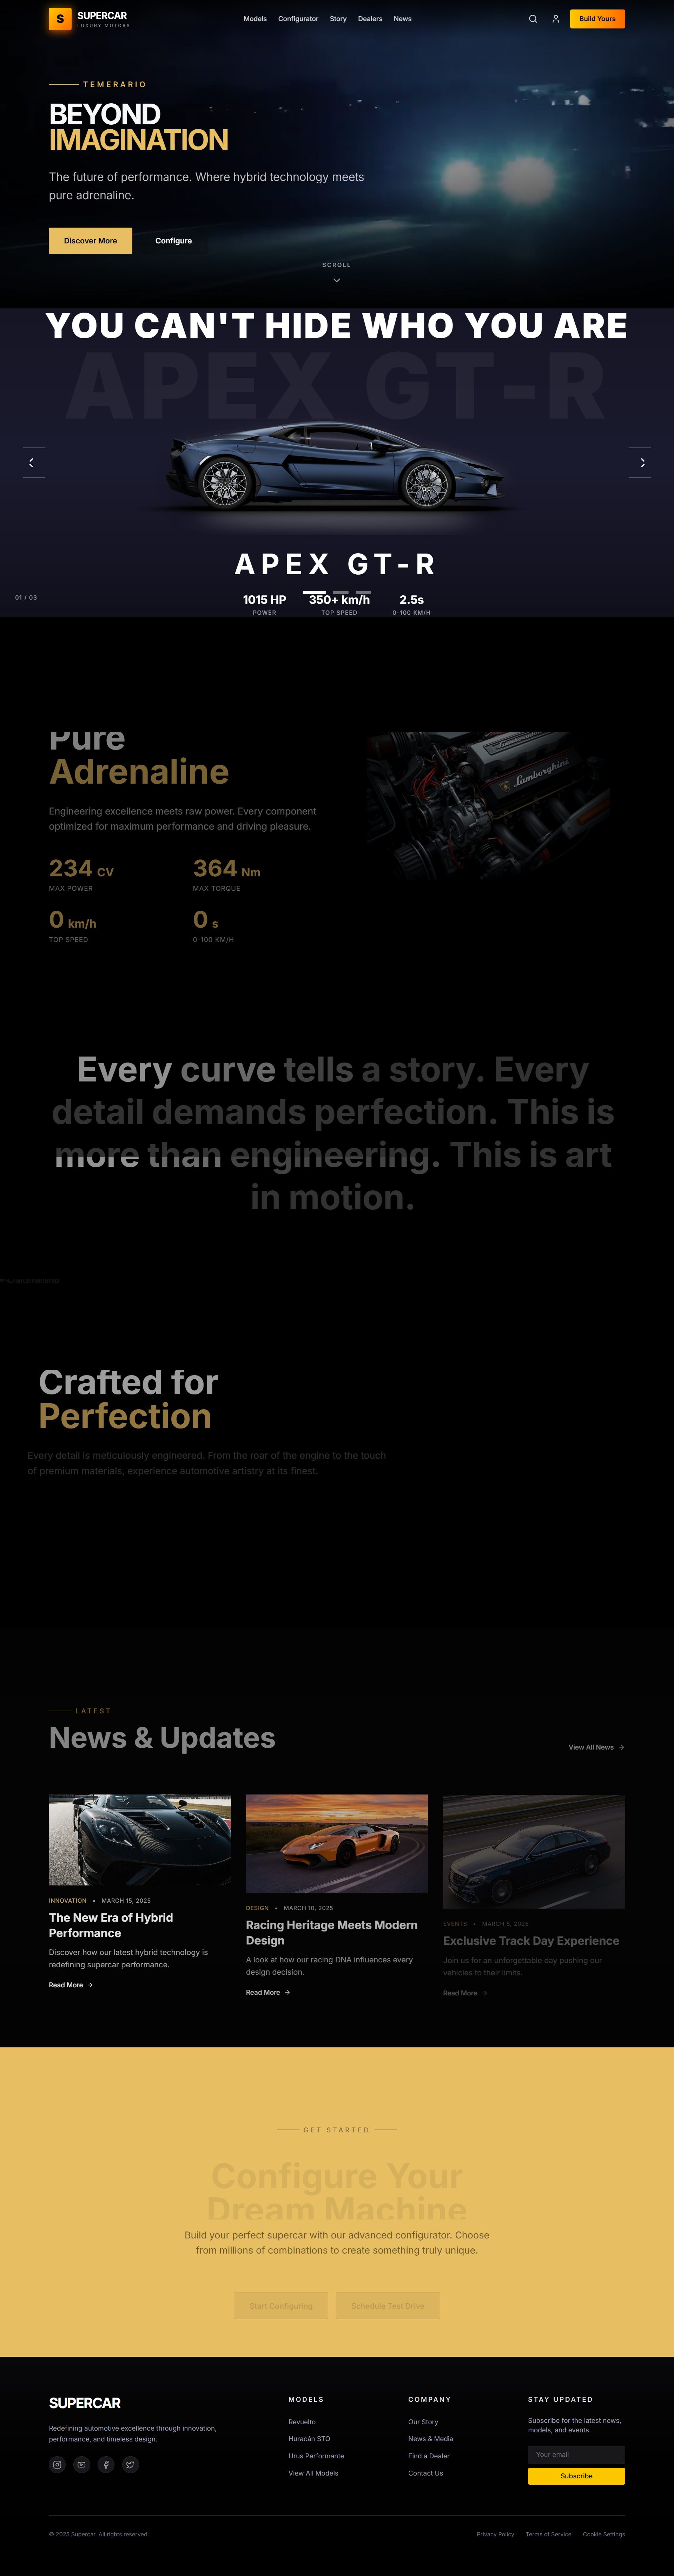 S
SUPERCAR
LUXURY MOTORS
Models
Configurator
Story
Dealers
News
Build Yours
TEMERARIO
BEYOND
IMAGINATION
The future of performance. Where hybrid technology meets
pure adrenaline.
Discover More
Configure
SCROLL
YOU CAN'T HIDE WHO YOU ARE
APEX GT-R
APEX GT-R
01 / 03
1015 HP
350+ km/h
2.5s
POWER
TOP SPEED
0-100 KM/H
Pure
Adrenaline
Lamborghini
Engineering excellence meets raw power. Every component
optimized for maximum performance and driving pleasure.
234 CV
364 Nm
MAX POWER
MAX TORQUE
0 km/h
0 s
TOP SPEED
0-100 KM/H
Every curve tells a story. Every
detail demands perfection. This is
more than engineering. This is art
in motion.
Crafted for
Perfection
Every detail is meticulously engineered. From the roar of the engine to the touch
of premium materials, experience automotive artistry at its finest.
LATEST
News & Updates
View All News →
INNOVATION • MARCH 15, 2025
The New Era of Hybrid
Performance
Discover how our latest hybrid technology is
redefining supercar performance.
Read More →
DESIGN • MARCH 10, 2025
Racing Heritage Meets Modern
Design
A look at how our racing DNA influences every
design decision.
Read More →
EVENTS • MARCH 5, 2025
Exclusive Track Day Experience
Join us for an unforgettable day pushing our
vehicles to their limits.
Read More →
GET STARTED
Configure Your
Dream Machine
Build your perfect supercar with our advanced configurator. Choose
from millions of combinations to create something truly unique.
Start Configuring
Schedule Test Drive
SUPERCAR
Redefining automotive excellence through innovation,
performance, and timeless design.
MODELS
Revuelto
Huracán STO
Urus Performante
View All Models
COMPANY
Our Story
News & Media
Find a Dealer
Contact Us
STAY UPDATED
Subscribe for the latest news,
models, and events.
Your email
Subscribe
© 2025 Supercar. All rights reserved.
Privacy Policy
Terms of Service
Cookie Settings